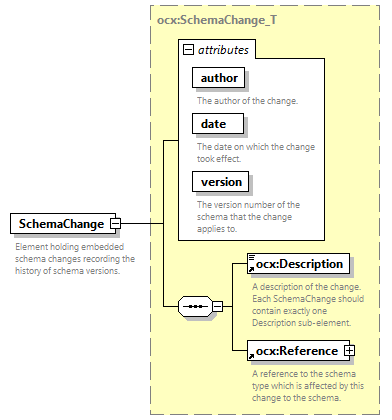 ocx:SchemaChange_T
attributes
author
The author of the change.
date
The date on which the change
took effect.
version
The version number of the
schema that the change
applies to.
SchemaChange
Element holding embedded
schema changes recording the
history of schema versions.
ocx:Description
A description of the change.
Each SchemaChange should
contain exactly one
Description sub-element.
ocx:Reference
A reference to the schema
type which is affected by this
change to the schema.